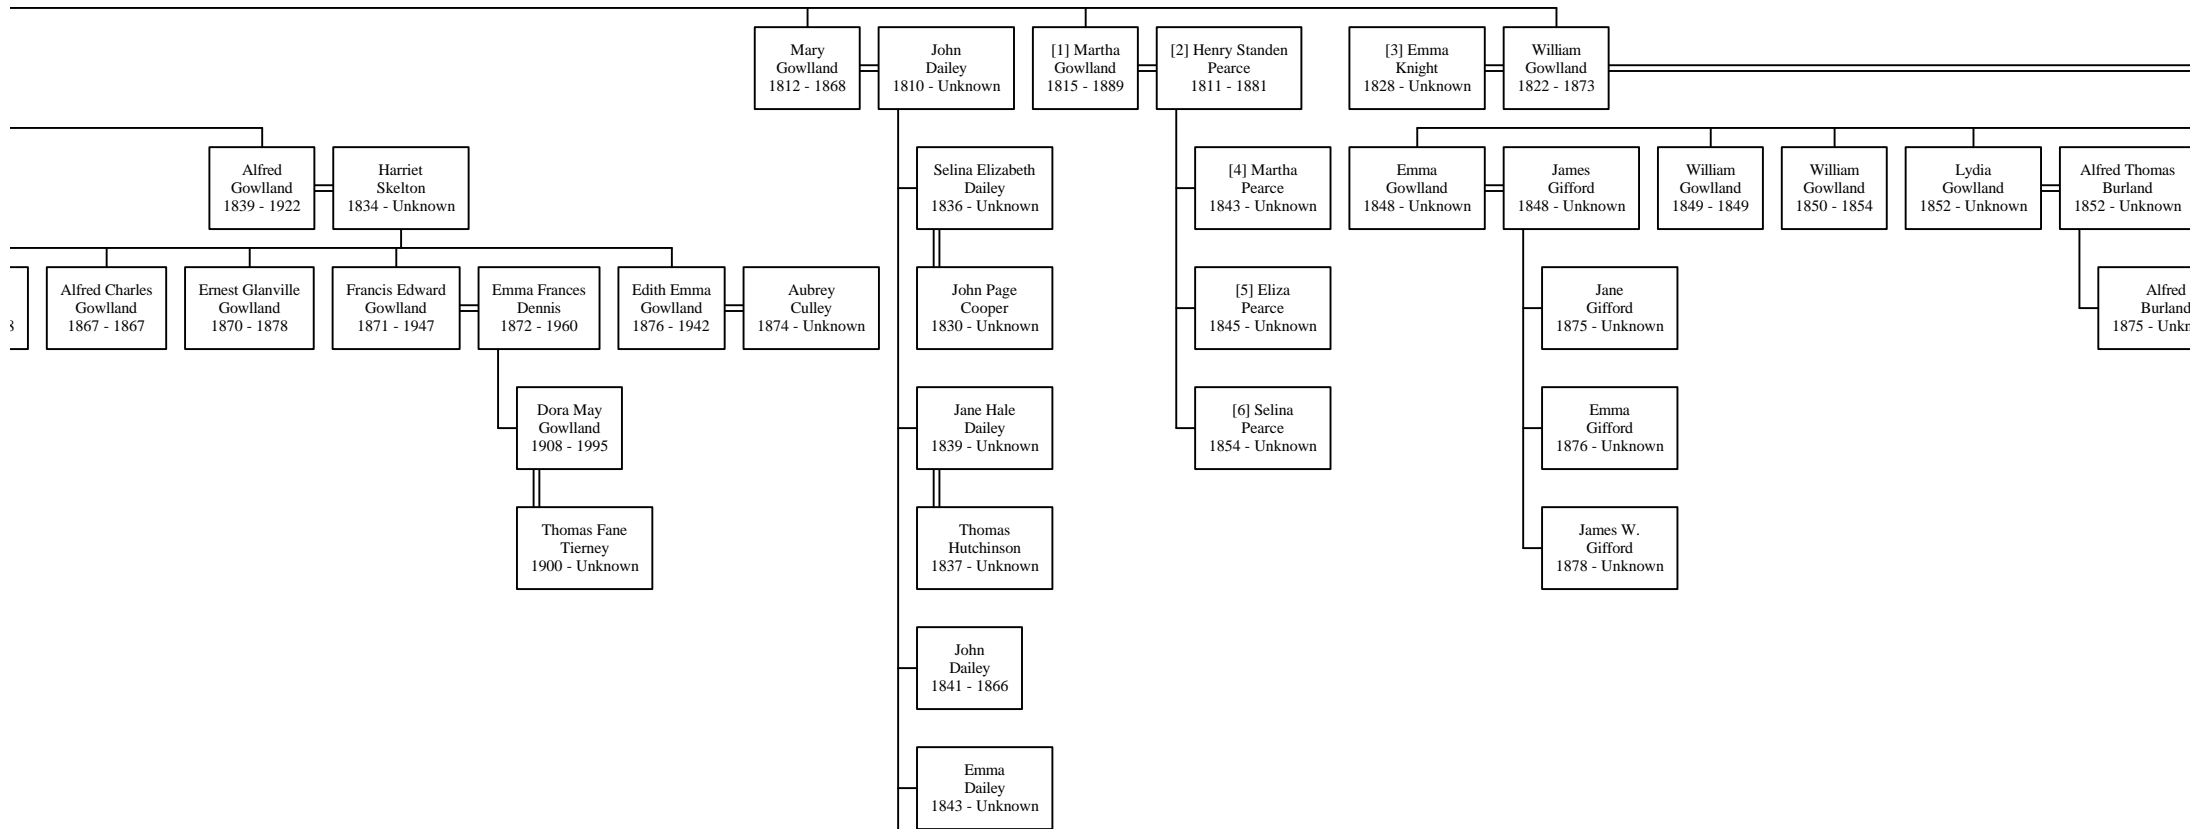 Mary
Gowlland
1812 - 1868
John
Dailey
1810 - Unknown
[1] Martha
Gowlland
1815 - 1889
[2] Henry Standen
Pearce
1811 - 1881
[3] Emma
Knight
1828 - Unknown
William
Gowlland
1822 - 1873
Alfred
Gowlland
1839 - 1922
Harriet
Skelton
1834 - Unknown
Selina Elizabeth
Dailey
1836 - Unknown
[4] Martha
Pearce
1843 - Unknown
Emma
Gowlland
1848 - Unknown
James
Gifford
1848 - Unknown
William
Gowlland
1849 - 1849
William
Gowlland
1850 - 1854
Lydia
Gowlland
1852 - Unknown
Alfred Thomas
Burland
1852 - Unknown
8
Alfred Charles
Gowlland
1867 - 1867
Ernest Glanville
Gowlland
1870 - 1878
Francis Edward
Gowlland
1871 - 1947
Emma Frances
Dennis
1872 - 1960
Edith Emma
Gowlland
1876 - 1942
Aubrey
Culley
1874 - Unknown
John Page
Cooper
1830 - Unknown
[5] Eliza
Pearce
1845 - Unknown
Jane
Gifford
1875 - Unknown
Alfred
Burland
1875 - Unkn
Dora May
Gowlland
1908 - 1995
Jane Hale
Dailey
1839 - Unknown
[6] Selina
Pearce
1854 - Unknown
Emma
Gifford
1876 - Unknown
Thomas Fane
Tierney
1900 - Unknown
Thomas
Hutchinson
1837 - Unknown
James W.
Gifford
1878 - Unknown
John
Dailey
1841 - 1866
Emma
Dailey
1843 - Unknown